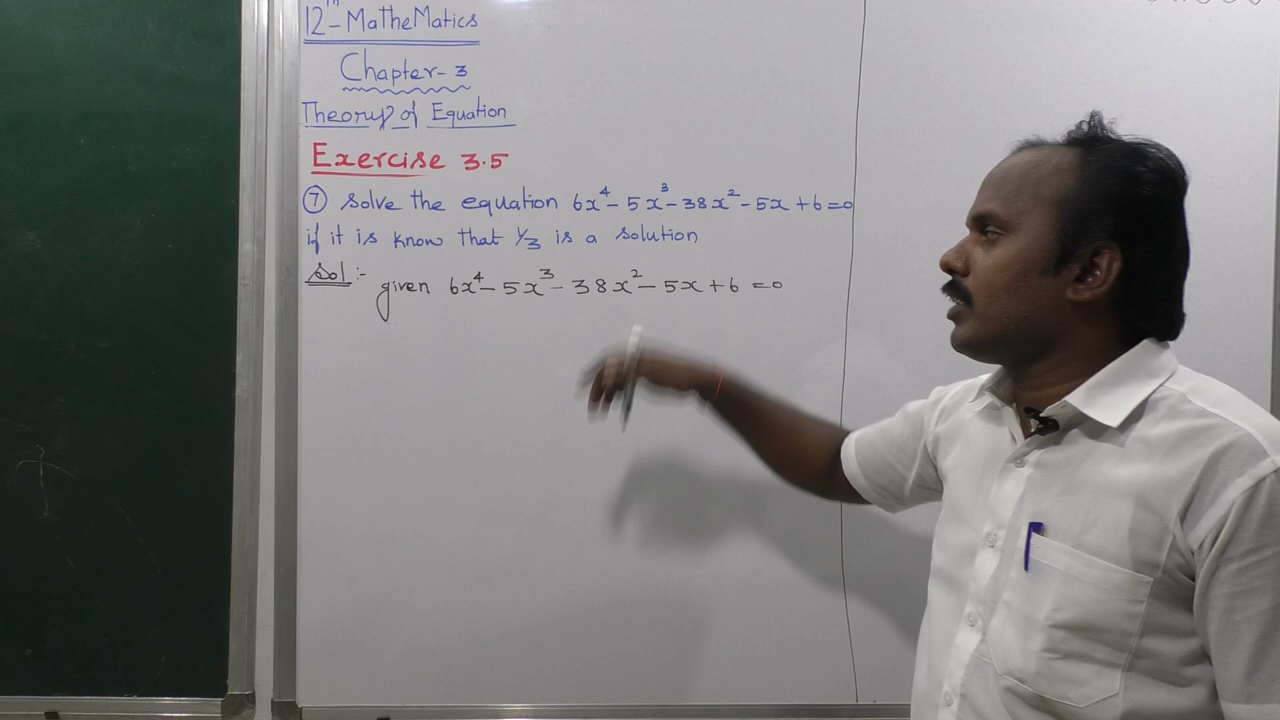 12th-MatheMatics
Chapter-3
Theory of Equation
Exercise 3.5
⑦ Solve the equation 6x⁴-5x³-38x²-5x+6=0
if it is know that 1/3 is a solution
Sol:-
given 6x⁴-5x³-38x²-5x+6=0